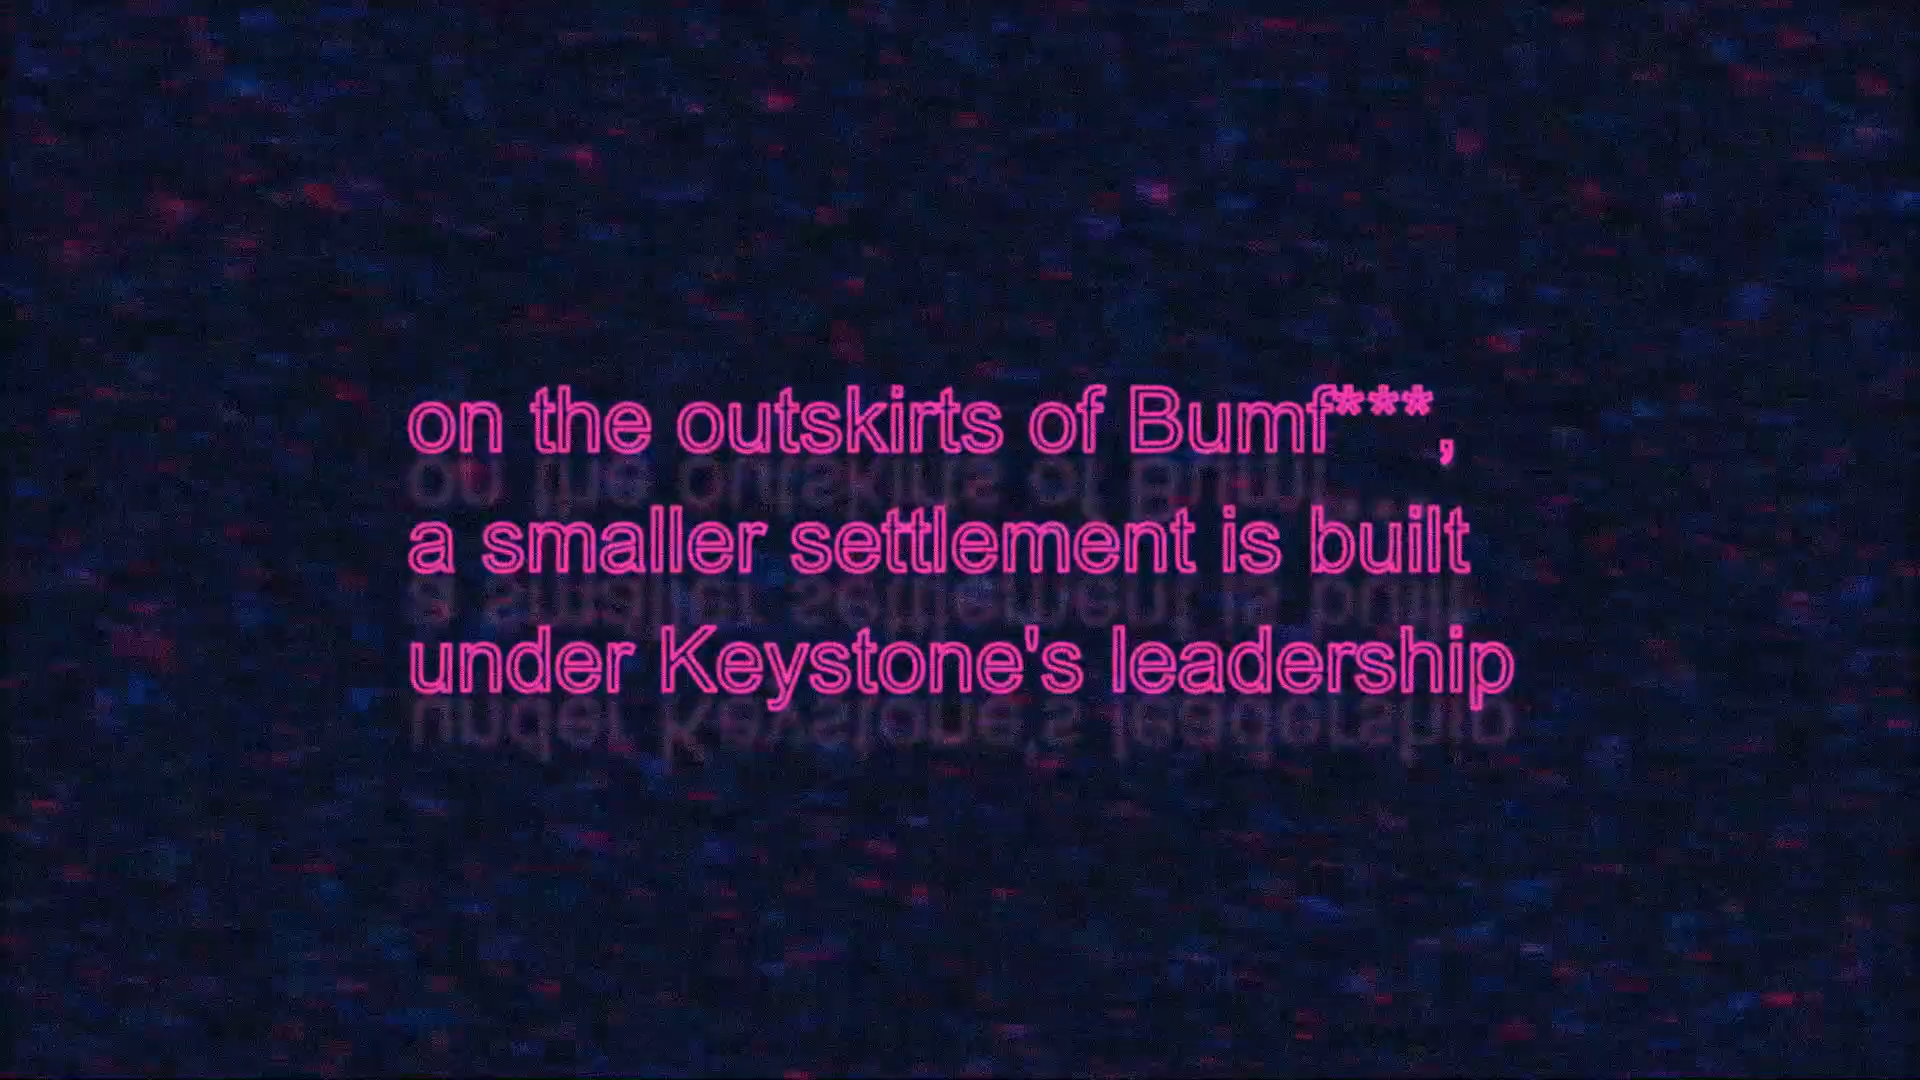 on the outskirts of Bumf***,
a smaller settlement is built
under Keystone's leadership